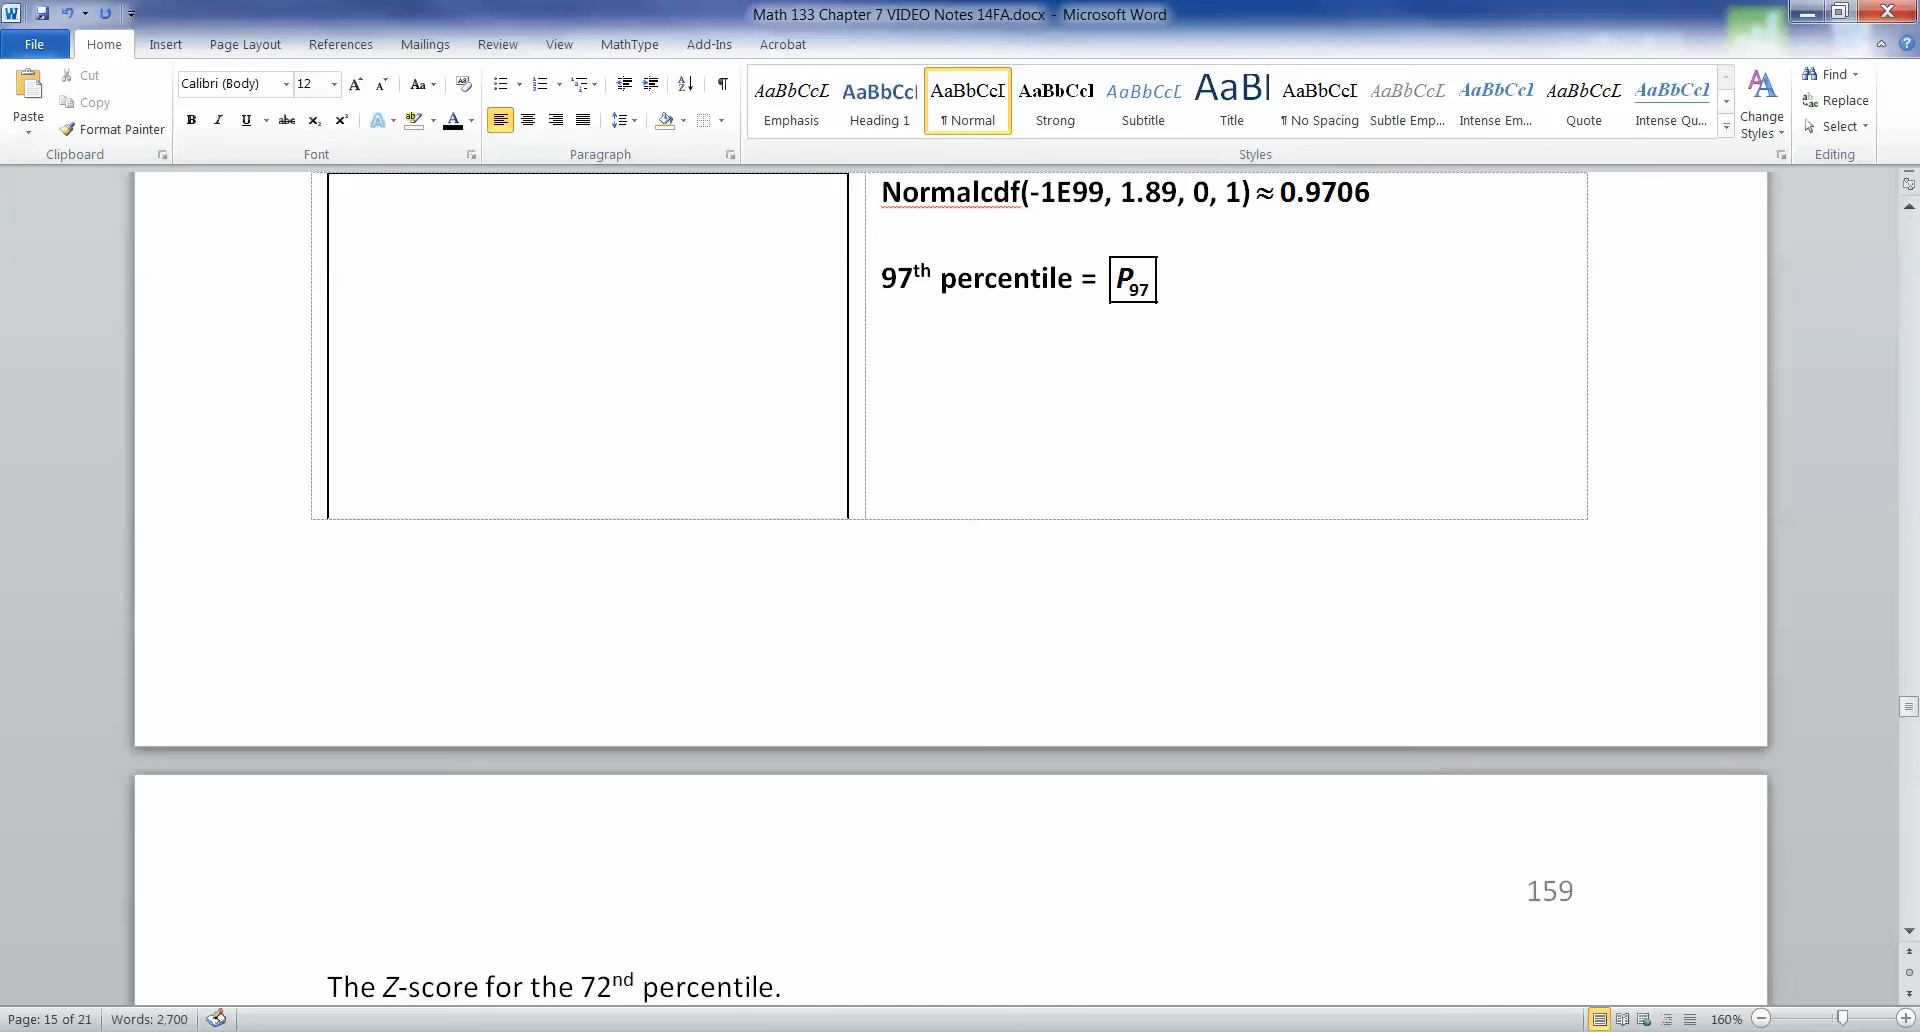 Math 133 Chapter 7 VIDEO Notes 14FA.docx - Microsoft Word
File Home Insert Page Layout References Mailings Review View MathType Add-Ins Acrobat
Paste
Cut
Copy
Format Painter
Clipboard
Calibri (Body) 12
Font
Paragraph
AaBbCcL AaBbCcI AaBbCcI AaBbCcI AaBbCcL AaBI AaBbCcI AaBbCcL AaBbCcI AaBbCcL AaBbCcI
Emphasis Heading 1 ¶ Normal Strong Subtitle Title ¶ No Spacing Subtle Emp... Intense Em... Quote Intense Qu...
Styles
Change Styles
Find
Replace
Select
Editing
Normalcdf(-1E99, 1.89, 0, 1) ≈ 0.9706
97th percentile = P97
159
The Z-score for the 72nd percentile.
Page: 15 of 21 Words: 2,700 160%